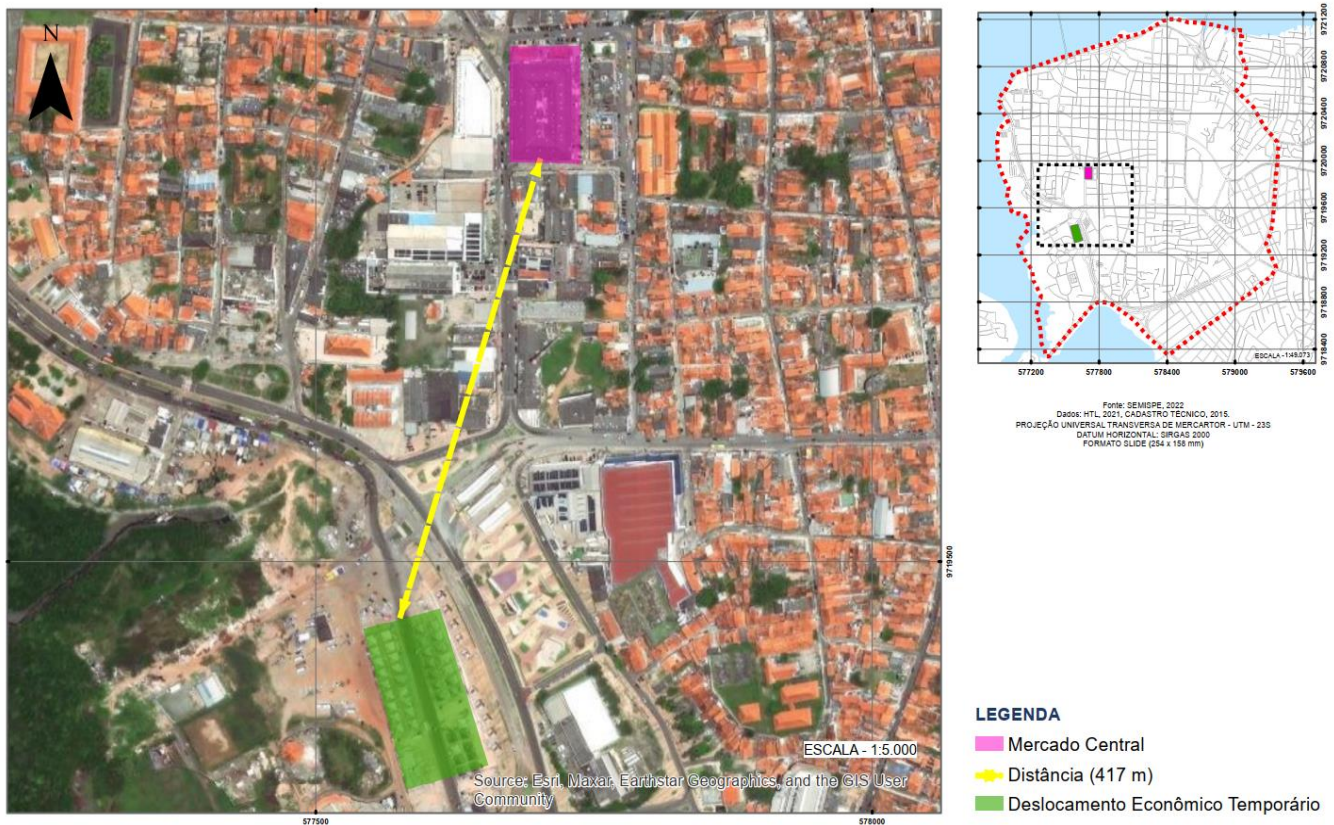 N
ESCALA - 1:5.000
Source: Esri, Maxar, Earthstar Geographics, and the GIS User
Community
577500
578000
9719500
9721200
9720800
9720400
9720000
9719600
9719200
9718800
9718400
ESCALA -1:49.073
577200
577800
578400
579000
579600
Fonte: SEMISPE, 2022
Dados: HTL, 2021, CADASTRO TÉCNICO, 2015.
PROJEÇÃO UNIVERSAL TRANSVERSA DE MERCARTOR - UTM - 23S
DATUM HORIZONTAL: SIRGAS 2000
FORMATO SLIDE (254 x 158 mm)
LEGENDA
Mercado Central
Distância (417 m)
Deslocamento Econômico Temporário